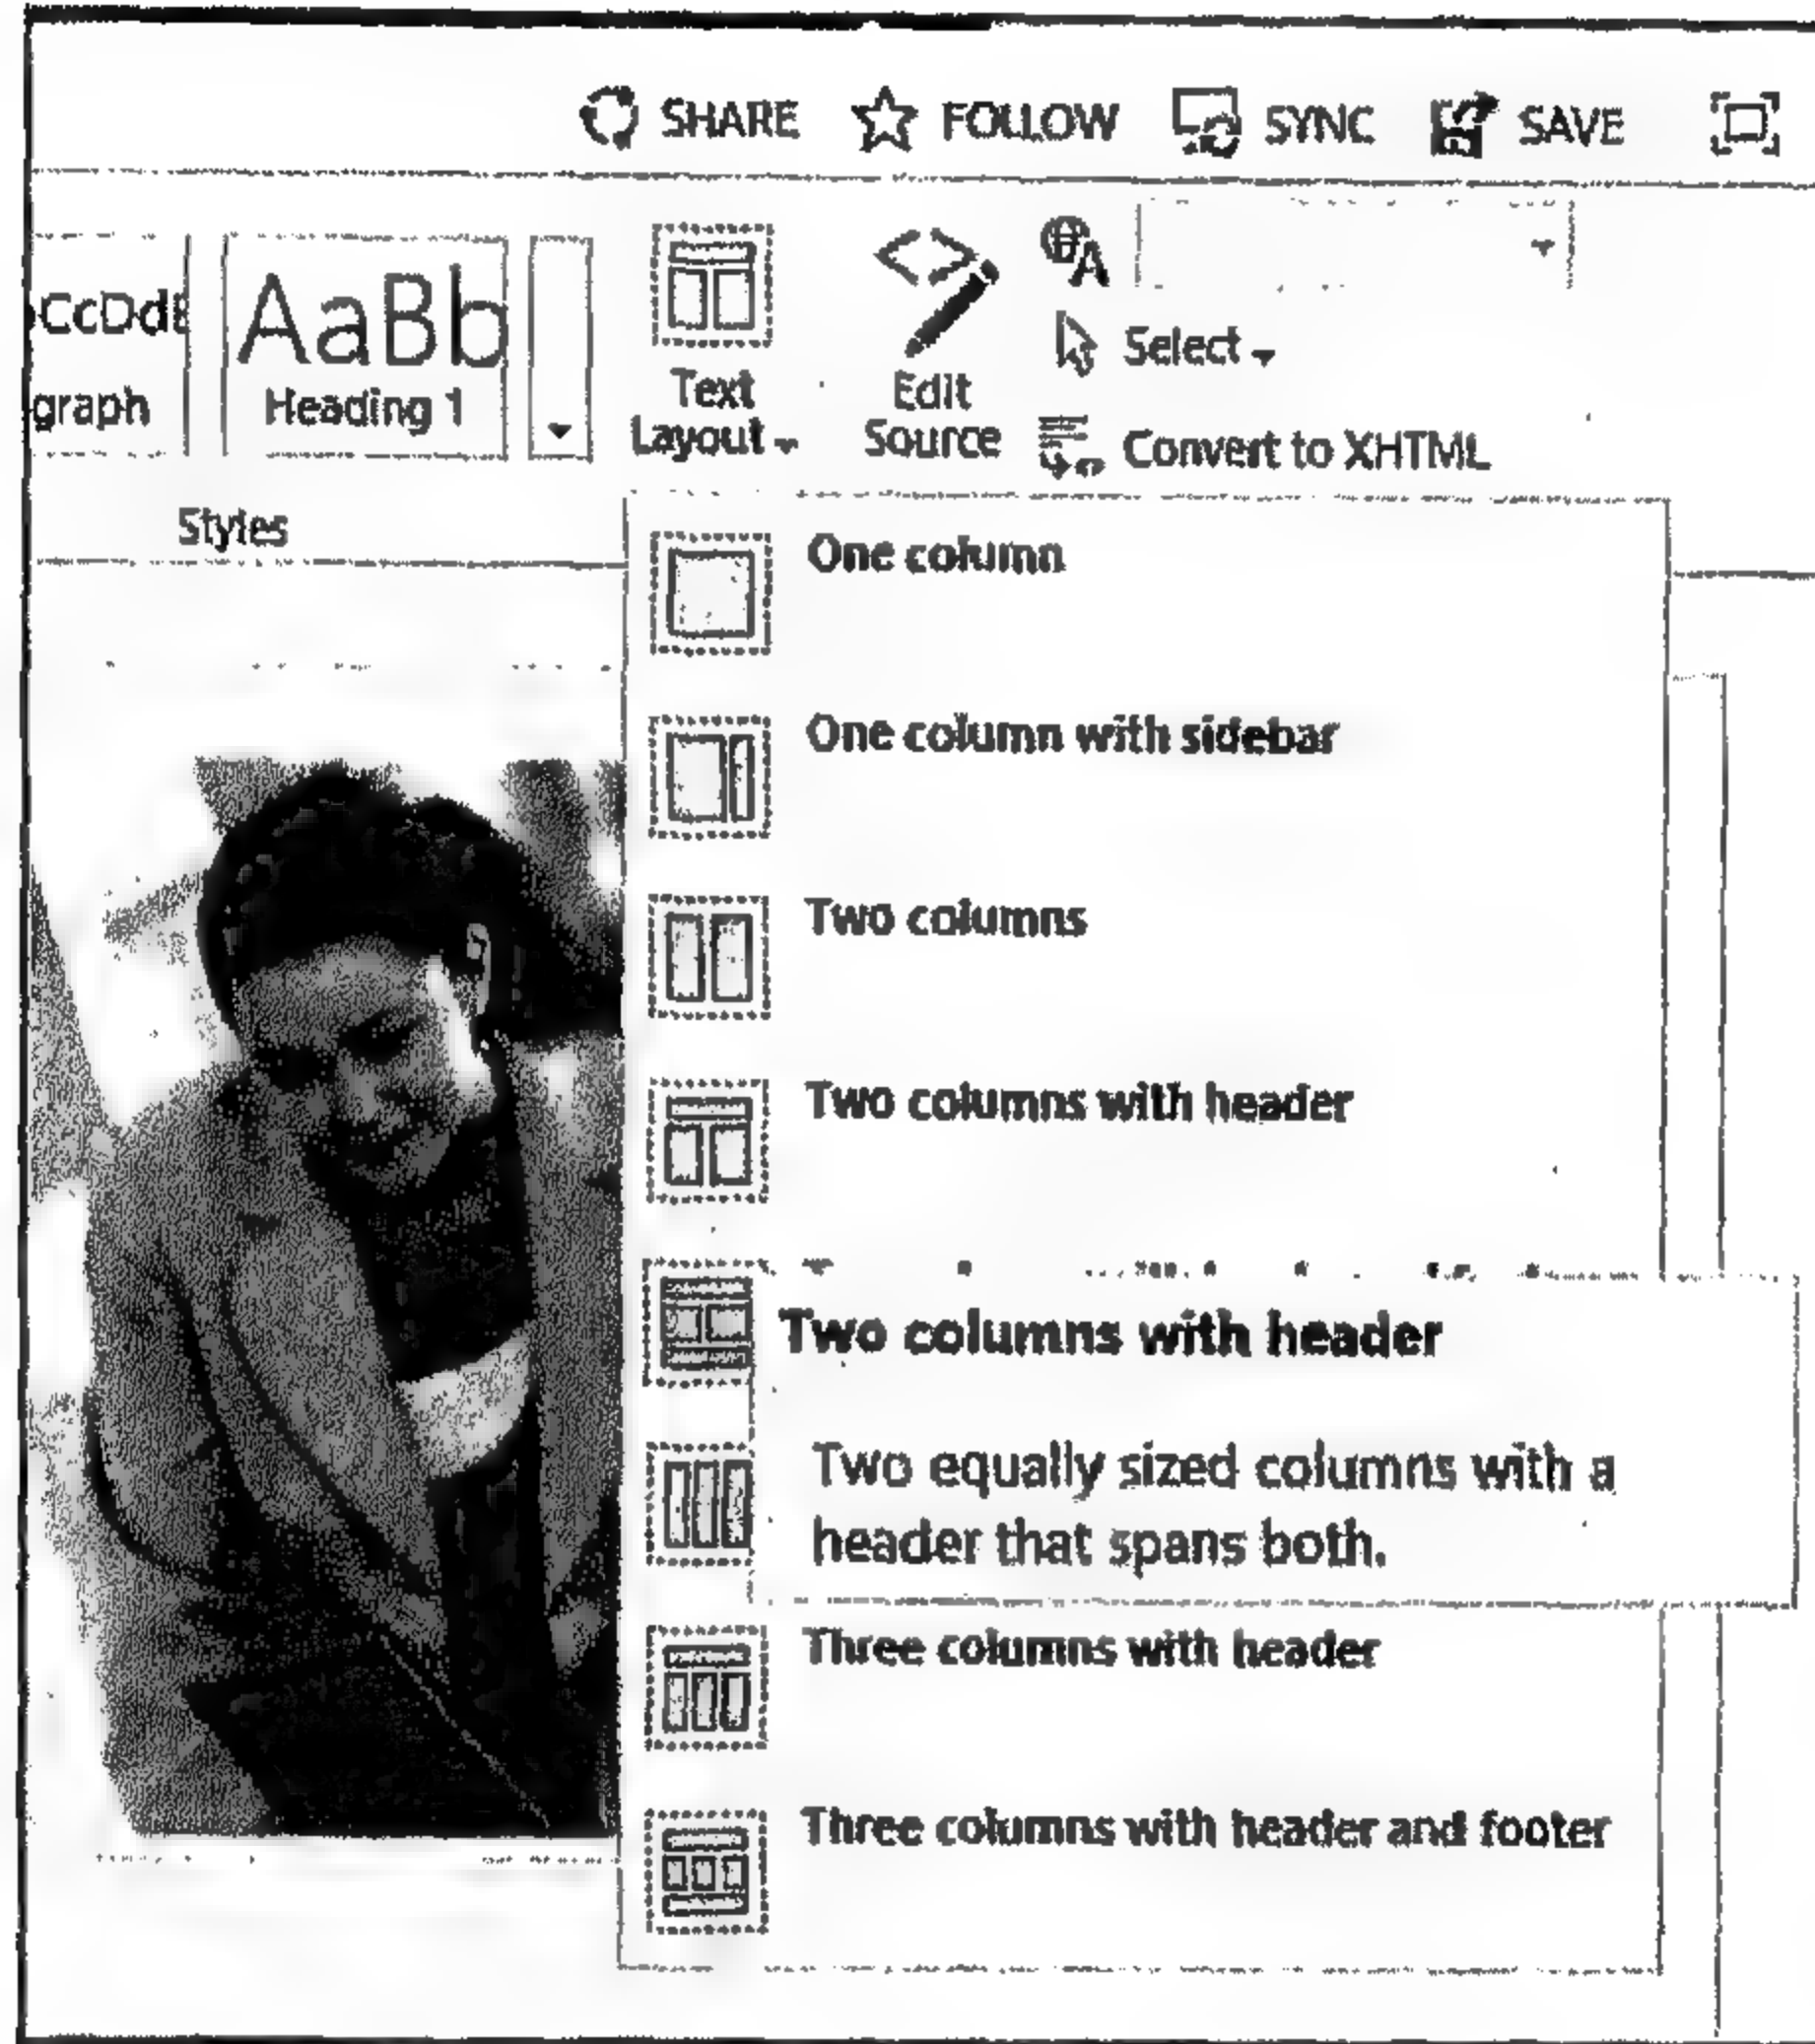 SHARE FOLLOW SYNC SAVE
AaBb
graph
Heading 1
Text
Layout
Edit
Source
Select
Convert to XHTML
Styles
One column
One column with sidebar
Two columns
Two columns with header
Two columns with header
Two equally sized columns with a
header that spans both.
Three columns with header
Three columns with header and footer